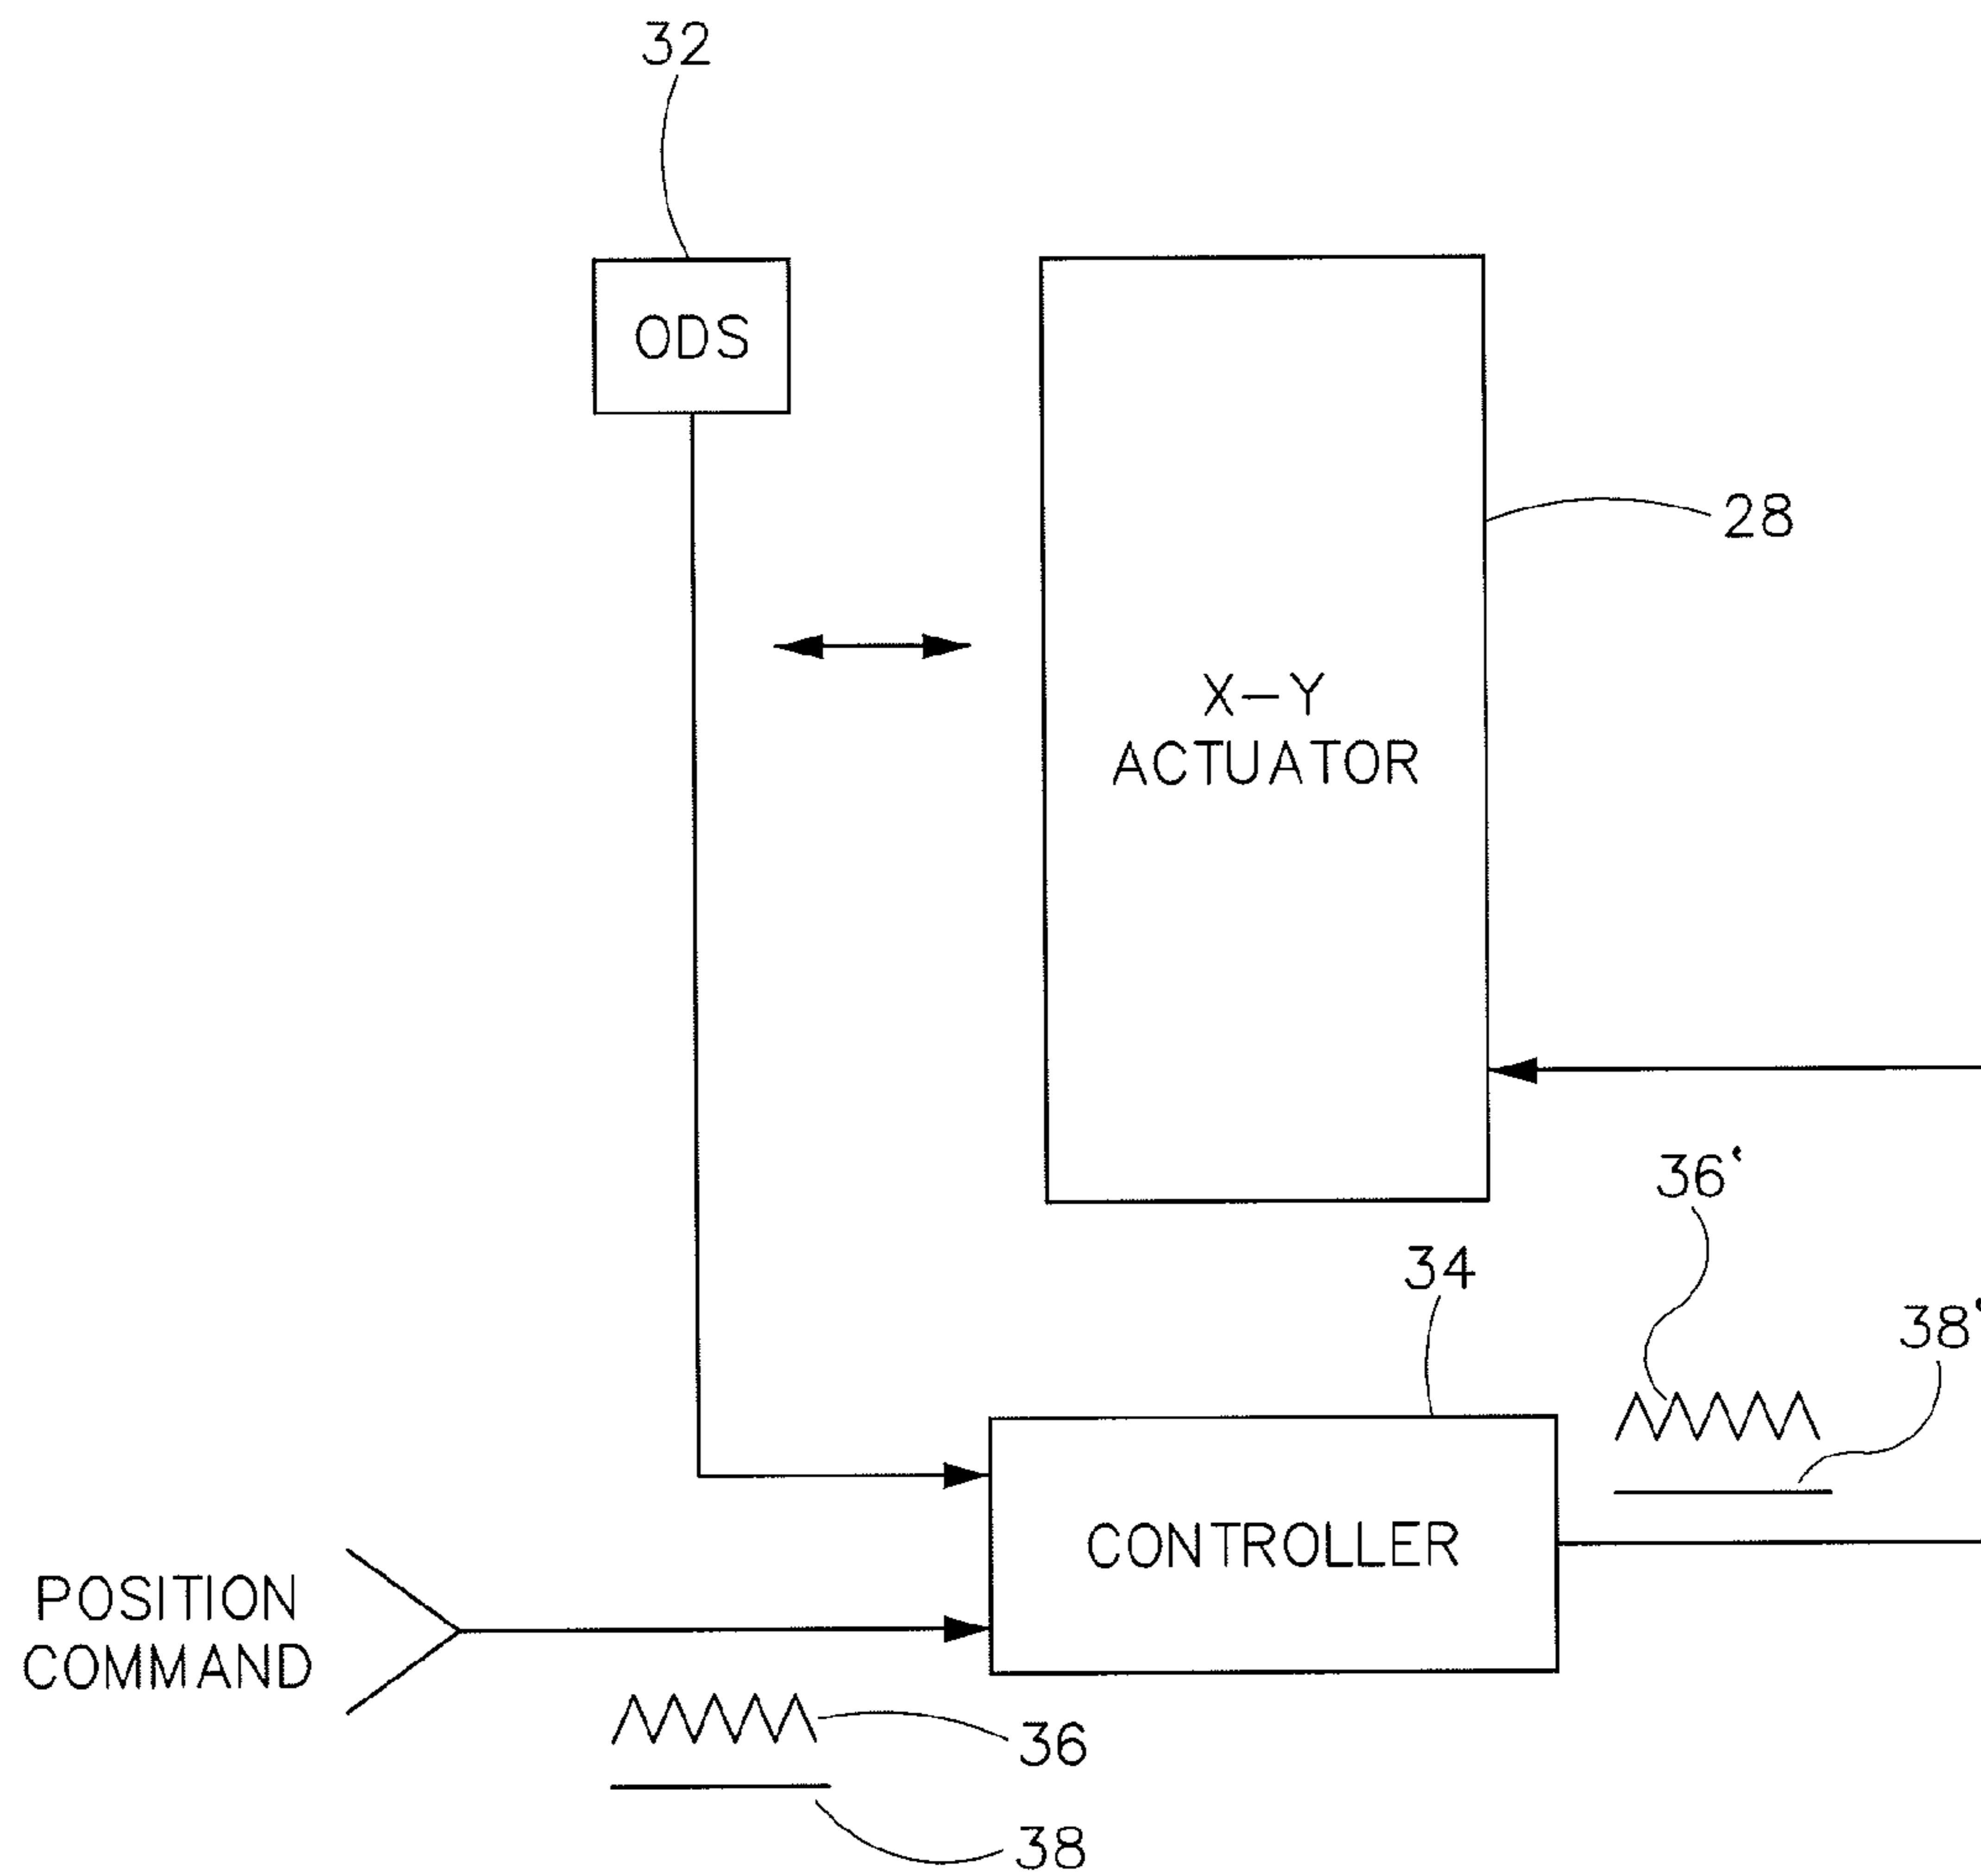 32
ODS
28
X-Y
ACTUATOR
36'
34
38'
CONTROLLER
POSITION
COMMAND
36
38